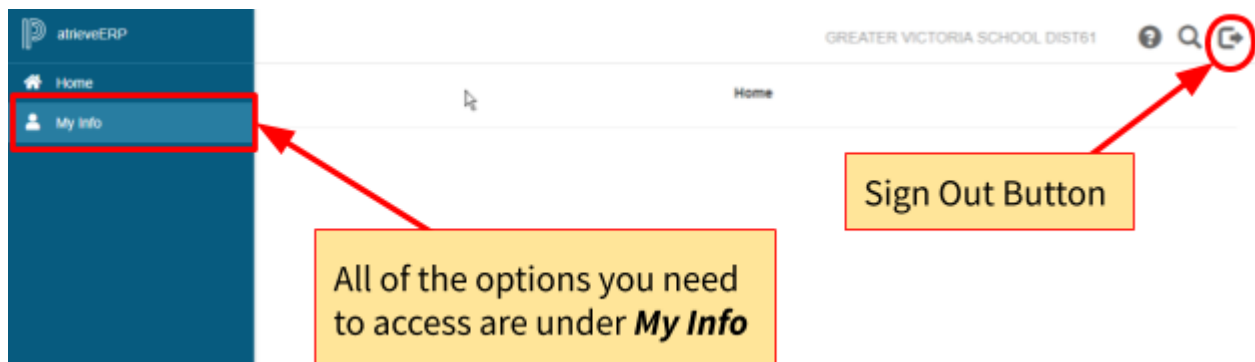 atrieveERP
GREATER VICTORIA SCHOOL DIST61
Home
Home
My Info
Sign Out Button
All of the options you need
to access are under My Info